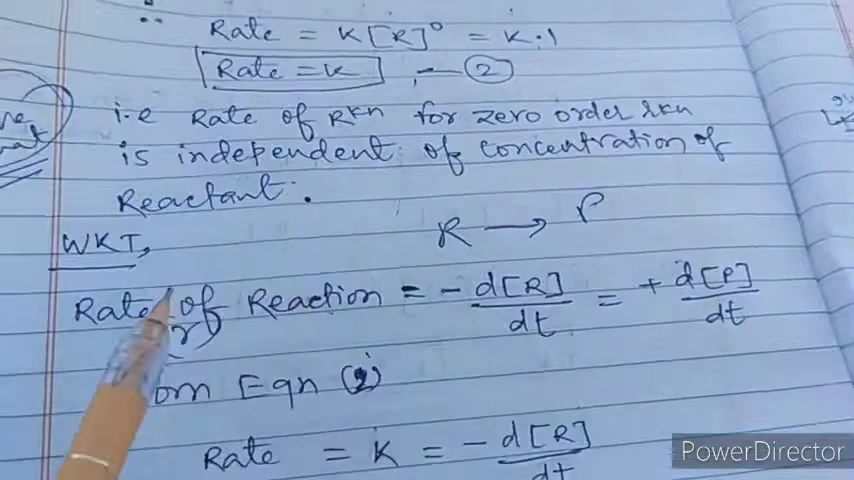 ∴ Rate = K[R]⁰ = K.1
Rate = K — ②
i.e Rate of Rxn for zero order rxn
is independent of concentration of
Reactant.
WKT,
R → P
Rate of Reaction = - d[R]/dt = + d[P]/dt
(r)
om Eqn (2)
Rate = K = - d[R]/dt
PowerDirector